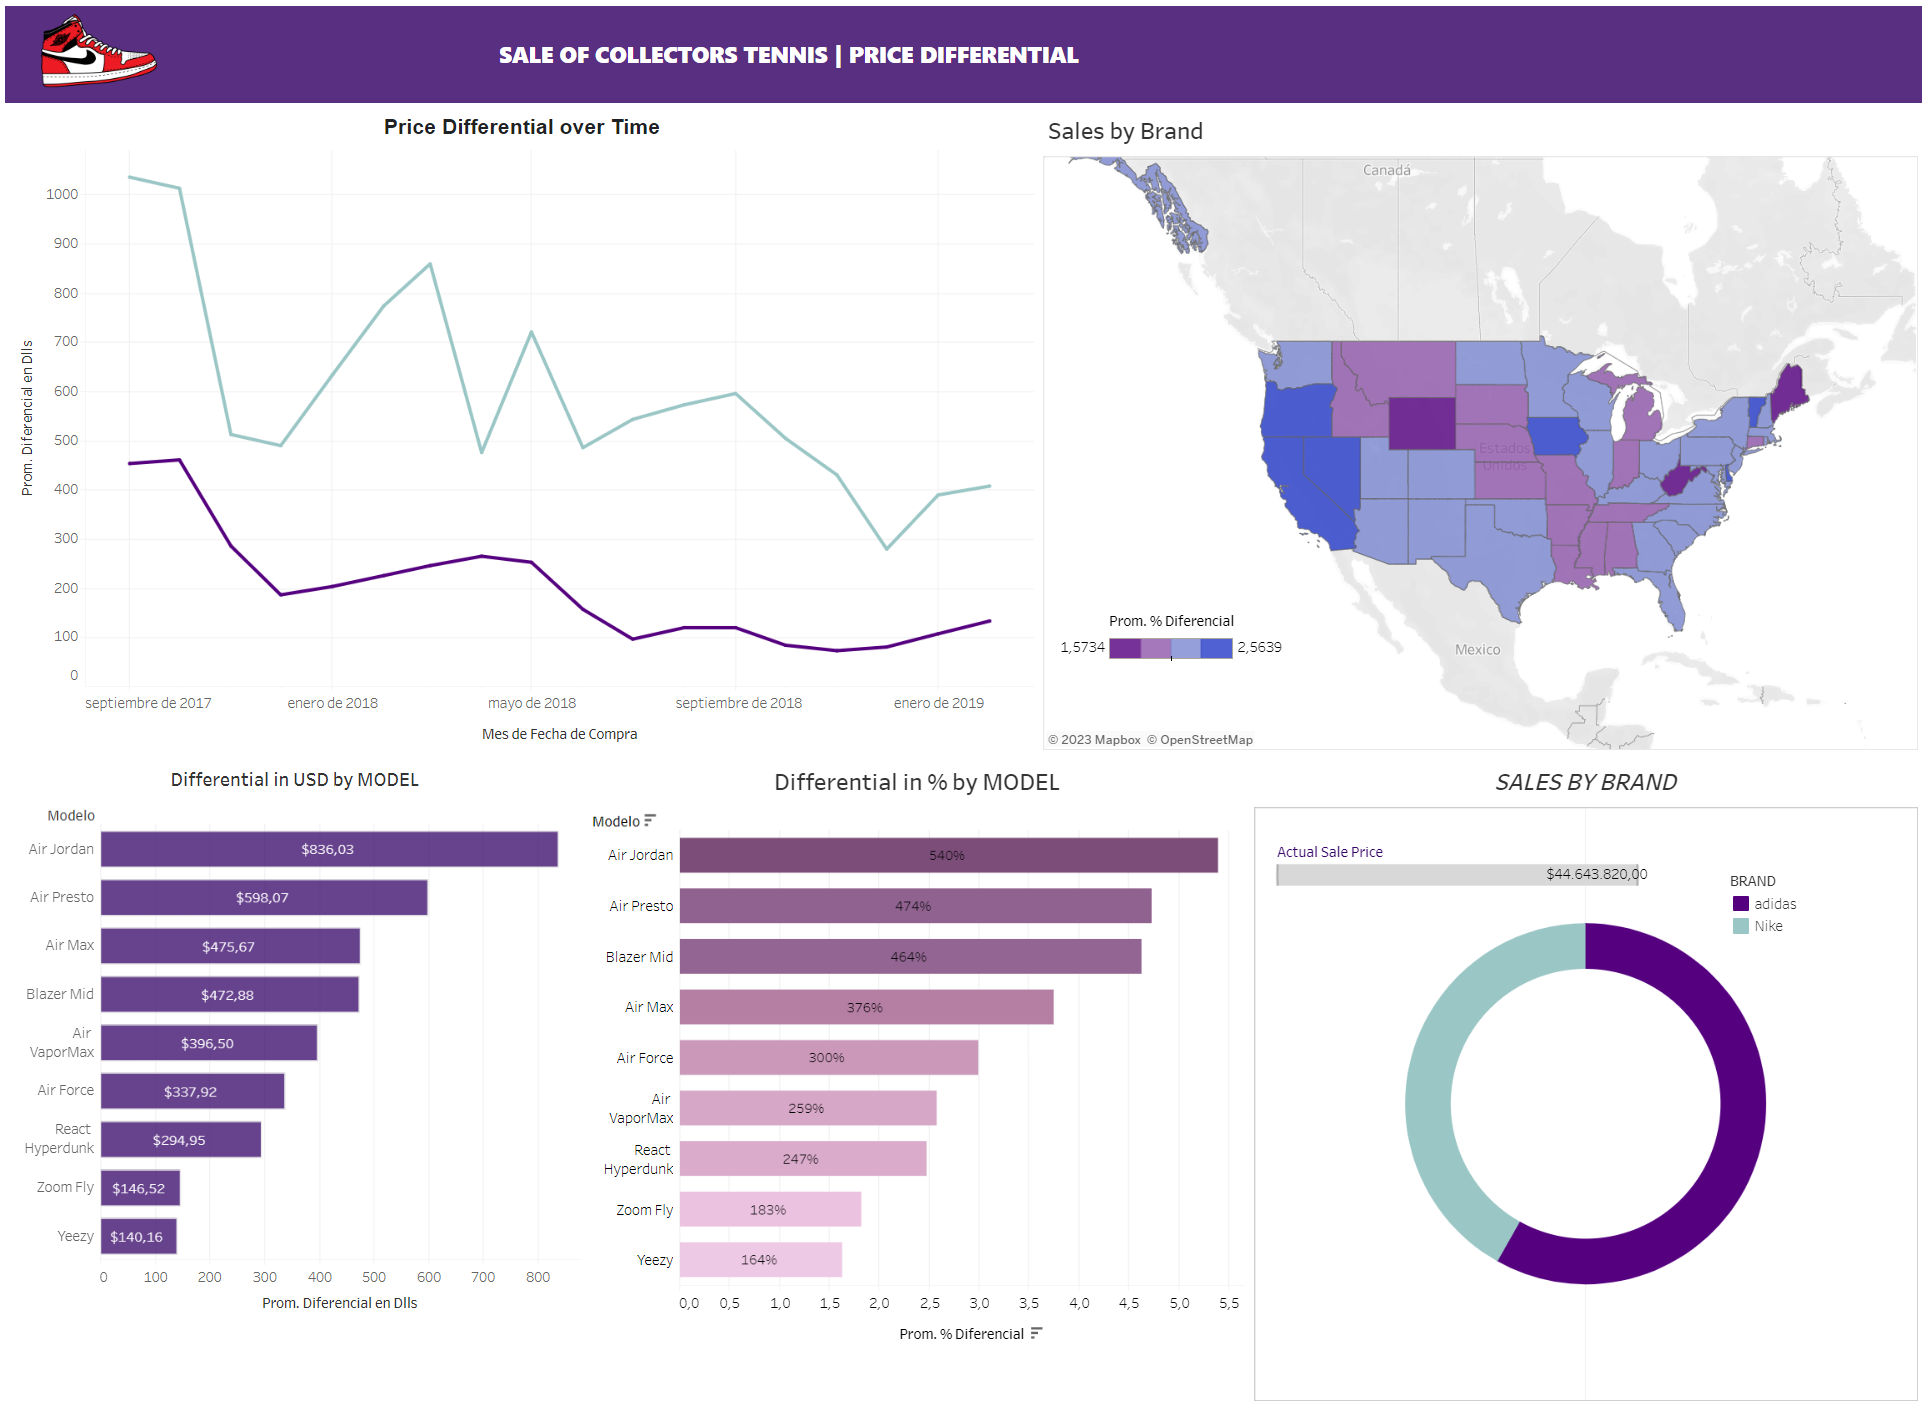 SALE OF COLLECTORS TENNIS | PRICE DIFFERENTIAL
Price Differential over Time
Prom. Diferencial en Dlls
1000
900
800
700
600
500
400
300
200
100
0
septiembre de 2017
enero de 2018
mayo de 2018
septiembre de 2018
enero de 2019
Mes de Fecha de Compra
Sales by Brand
Canadá
Estados
Unidos
Mexico
Prom. % Diferencial
1,5734
2,5639
© 2023 Mapbox © OpenStreetMap
Differential in USD by MODEL
Modelo
Air Jordan
$836,03
Air Presto
$598,07
Air Max
$475,67
Blazer Mid
$472,88
Air
VaporMax
$396,50
Air Force
$337,92
React
Hyperdunk
$294,95
Zoom Fly
$146,52
Yeezy
$140,16
0
100
200
300
400
500
600
700
800
Prom. Diferencial en Dlls
Differential in % by MODEL
Modelo
Air Jordan
540%
Air Presto
474%
Blazer Mid
464%
Air Max
376%
Air Force
300%
Air
VaporMax
259%
React
Hyperdunk
247%
Zoom Fly
183%
Yeezy
164%
0,0
0,5
1,0
1,5
2,0
2,5
3,0
3,5
4,0
4,5
5,0
5,5
Prom. % Diferencial
SALES BY BRAND
Actual Sale Price
$44.643.820,00
BRAND
adidas
Nike